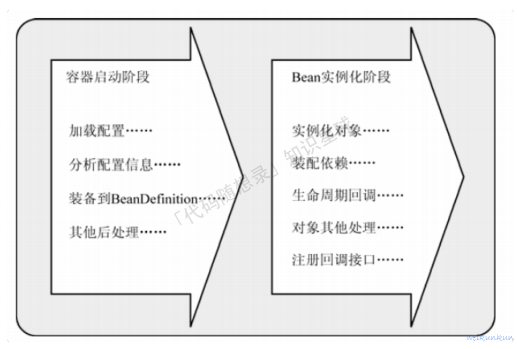 容器启动阶段
加载配置……
分析配置信息……
装备到BeanDefinition……
其他后处理……
Bean实例化阶段
实例化对象……
装配依赖……
生命周期回调……
对象其他处理……
注册回调接口……
「代码随想录」知识星球
weikunkun